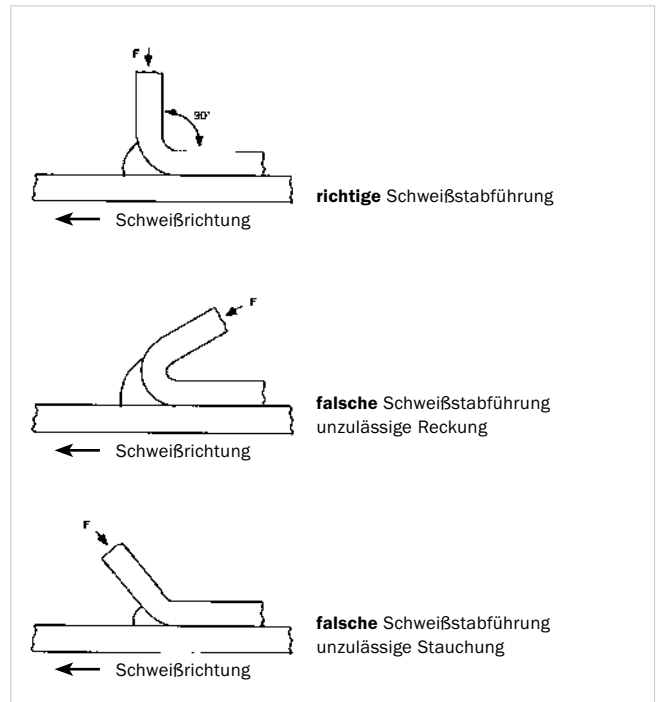 F
90°
richtige Schweißstabführung
Schweißrichtung
F
falsche Schweißstabführung
unzulässige Reckung
Schweißrichtung
F
falsche Schweißstabführung
unzulässige Stauchung
Schweißrichtung